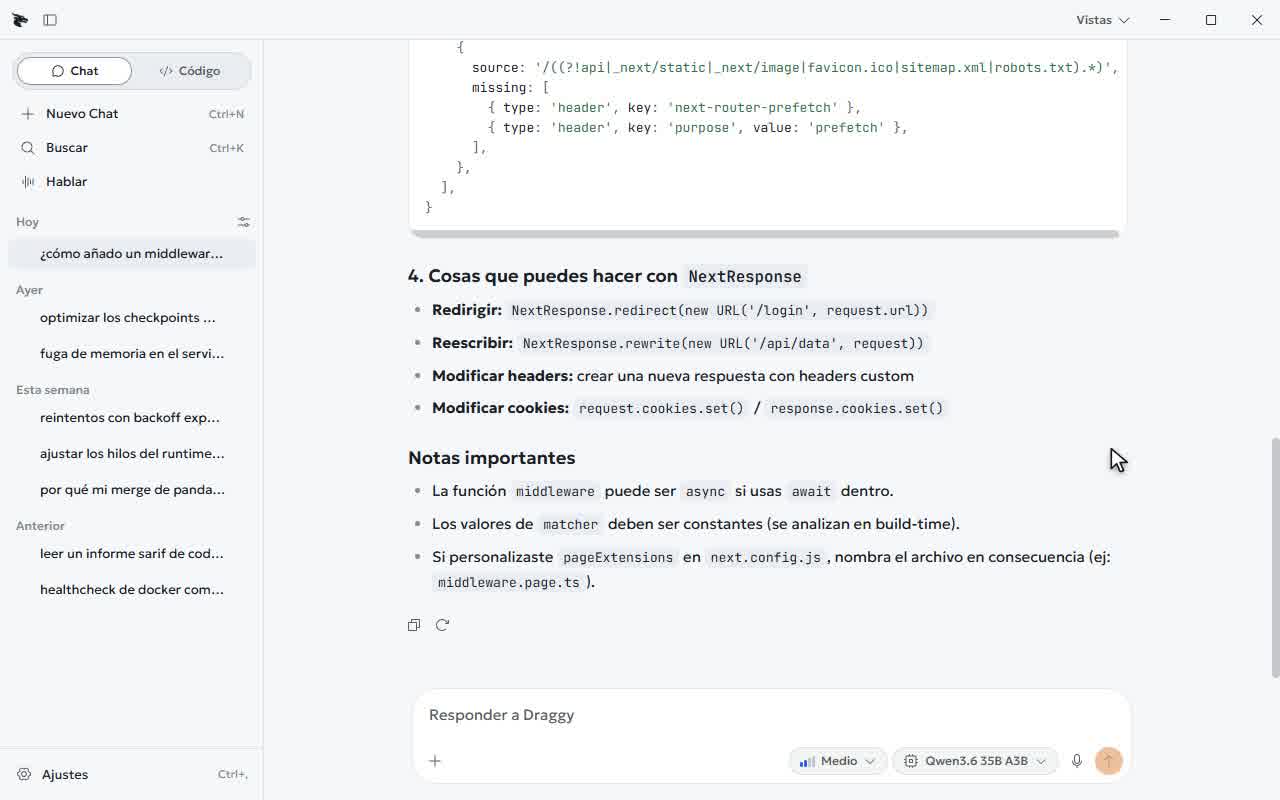 Vistas
Chat
</> Código
Nuevo Chat Ctrl+N
Buscar Ctrl+K
Hablar
Hoy
¿cómo añado un middlewar…
Ayer
optimizar los checkpoints …
fuga de memoria en el servi…
Esta semana
reintentos con backoff exp…
ajustar los hilos del runtime…
por qué mi merge de panda…
Anterior
leer un informe sarif de cod…
healthcheck de docker com…
Ajustes Ctrl+,
{
source: '/((?!api|_next/static|_next/image|favicon.ico|sitemap.xml|robots.txt).*)',
missing: [
{ type: 'header', key: 'next-router-prefetch' },
{ type: 'header', key: 'purpose', value: 'prefetch' },
],
},
],
}
4. Cosas que puedes hacer con NextResponse
• Redirigir: NextResponse.redirect(new URL('/login', request.url))
• Reescribir: NextResponse.rewrite(new URL('/api/data', request))
• Modificar headers: crear una nueva respuesta con headers custom
• Modificar cookies: request.cookies.set() / response.cookies.set()
Notas importantes
• La función middleware puede ser async si usas await dentro.
• Los valores de matcher deben ser constantes (se analizan en build-time).
• Si personalizaste pageExtensions en next.config.js, nombra el archivo en consecuencia (ej:
middleware.page.ts ).
Responder a Draggy
Medio
Qwen3.6 35B A3B